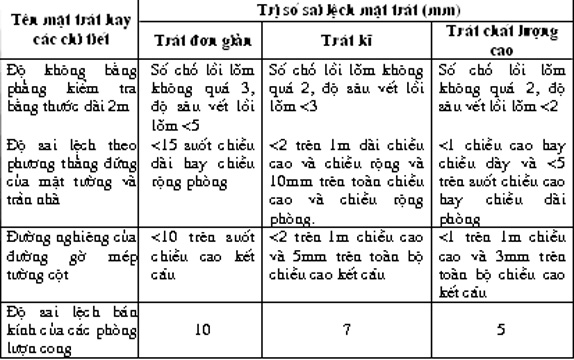 Tên mặt trát hay các chi tiết
Trị số sai lệch mặt trát (mm)
Trát đơn giản
Trát kĩ
Trát chất lượng cao
Độ không bằng phẳng kiểm tra bằng thước dài 2m
Số chỗ lồi lõm không quá 3, độ sâu vết lồi lõm <5
Số chỗ lồi lõm không quá 2, độ sâu vết lồi lõm <3
Số chỗ lồi lõm không quá 2, độ sâu vết lồi lõm <2
Độ sai lệch theo phương thẳng đứng của mặt tường và trần nhà
<15 suốt chiều dài hay chiều rộng phòng
<2 trên 1m dài chiều cao và chiều rộng và 10mm trên toàn chiều cao và chiều rộng phòng.
<1 chiều cao hay chiều dày và <5 trên suốt chiều cao hay chiều dài phòng
Đường nghiêng của đường gờ mép tường cột
<10 trên suốt chiều cao kết cấu
<2 trên 1m chiều cao và 5mm trên toàn bộ chiều cao kết cấu
<1 trên 1m chiều cao và 3mm trên toàn bộ chiều cao kết cấu
Độ sai lệch bán kính của các phòng lượn cong
10
7
5